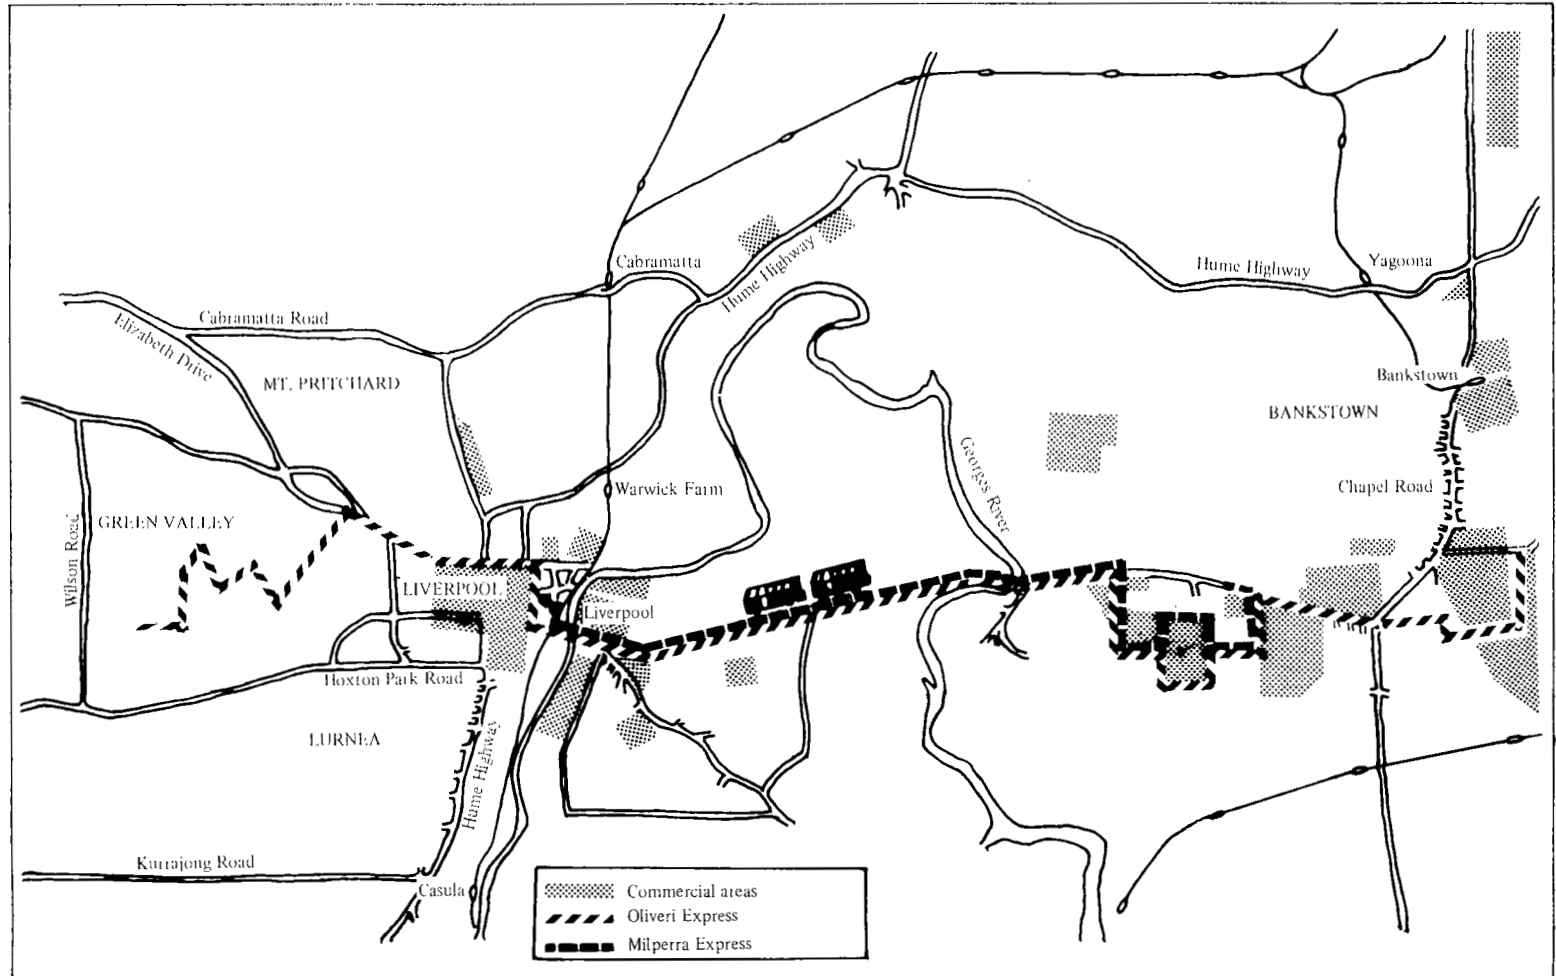 Cabramatta
Hume Highway
Hume Highway
Yagoona
Cabramatta Road
Elizabeth Drive
MT. PRITCHARD
Bankstown
BANKSTOWN
Georges River
Warwick Farm
Chapel Road
GREEN VALLEY
Wilson Road
LIVERPOOL
Liverpool
Hoxton Park Road
LURNEA
Hume Highway
Kurrajong Road
Casula
Commercial areas
Oliveri Express
Milperra Express